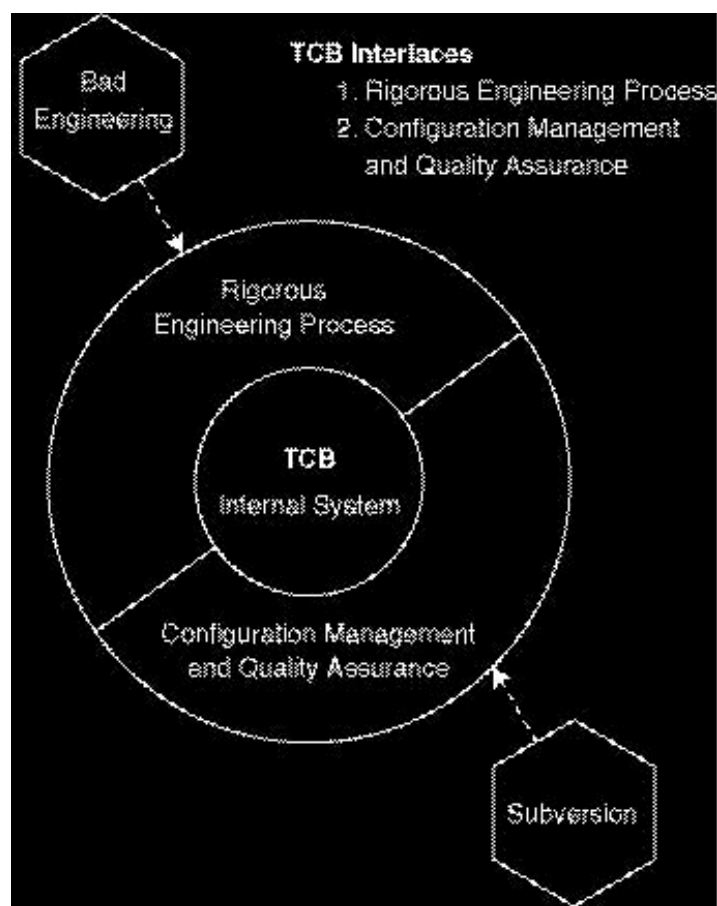 Bad
Engineering
TCB Interfaces
1. Rigorous Engineering Process
2. Configuration Management
and Quality Assurance
Rigorous
Engineering Process
TCB
Internal System
Configuration Management
and Quality Assurance
Subversion